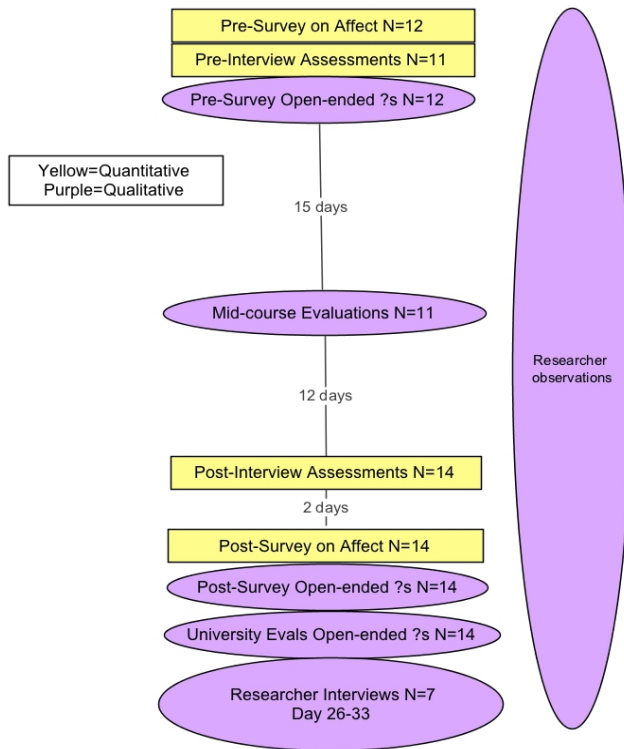 Pre-Survey on Affect N=12
Pre-Interview Assessments N=11
Pre-Survey Open-ended ?s N=12
Yellow=Quantitative
Purple=Qualitative
15 days
Mid-course Evaluations N=11
Researcher
observations
12 days
Post-Interview Assessments N=14
2 days
Post-Survey on Affect N=14
Post-Survey Open-ended ?s N=14
University Evals Open-ended ?s N=14
Researcher Interviews N=7
Day 26-33